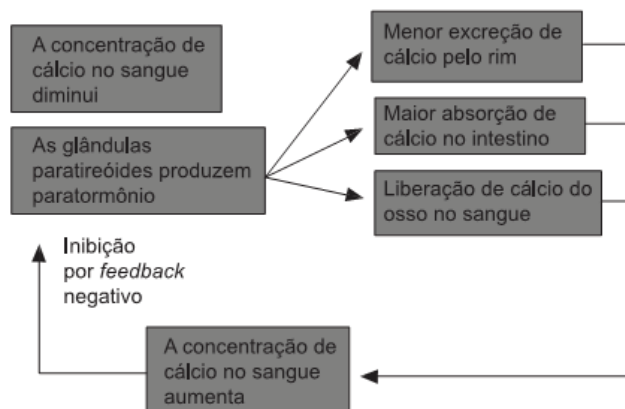 A concentração de
cálcio no sangue
diminui
As glândulas
paratireóides produzem
paratormônio
Menor excreção de
cálcio pelo rim
Maior absorção de
cálcio no intestino
Liberação de cálcio do
osso no sangue
Inibição
por feedback
negativo
A concentração de
cálcio no sangue
aumenta